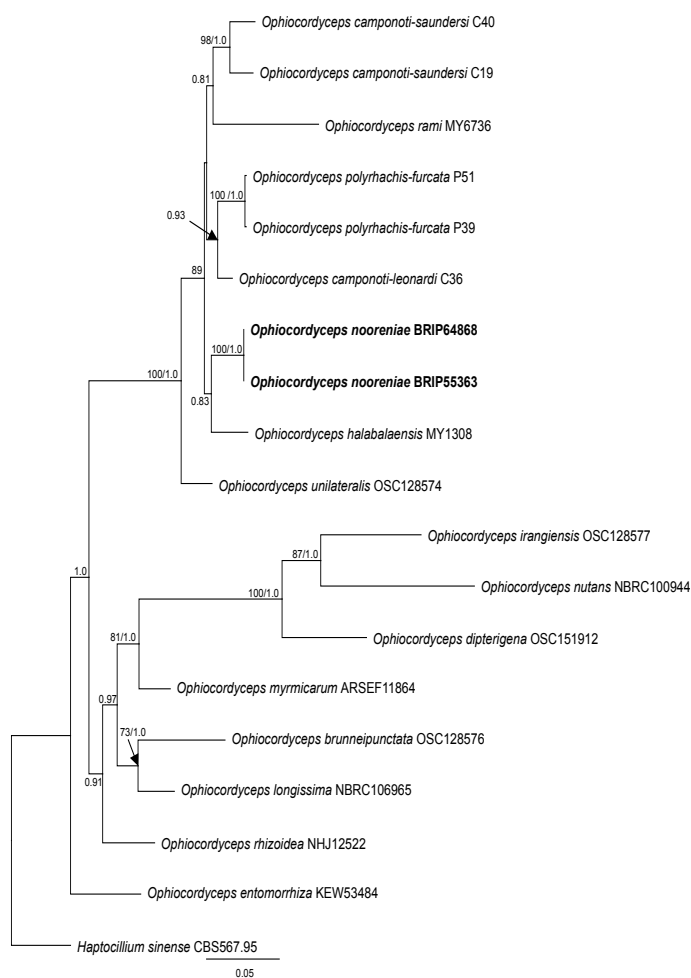 Ophiocordyceps camponoti-saundersi C40
98/1.0
Ophiocordyceps camponoti-saundersi C19
0.81
Ophiocordyceps rami MY6736
Ophiocordyceps polyrhachis-furcata P51
100 /1.0
0.93
Ophiocordyceps polyrhachis-furcata P39
89
Ophiocordyceps camponoti-leonardi C36
Ophiocordyceps nooreniae BRIP64868
100/1.0
100/1.0
Ophiocordyceps nooreniae BRIP55363
0.83
Ophiocordyceps halabalaensis MY1308
Ophiocordyceps unilateralis OSC128574
Ophiocordyceps irangiensis OSC128577
87/1.0
1.0
Ophiocordyceps nutans NBRC100944
100/1.0
81/1.0
Ophiocordyceps dipterigena OSC151912
Ophiocordyceps myrmicarum ARSEF11864
0.97
73/1.0
Ophiocordyceps brunneipunctata OSC128576
0.91
Ophiocordyceps longissima NBRC106965
Ophiocordyceps rhizoidea NHJ12522
Ophiocordyceps entomorrhiza KEW53484
Haptocillium sinense CBS567.95
0.05